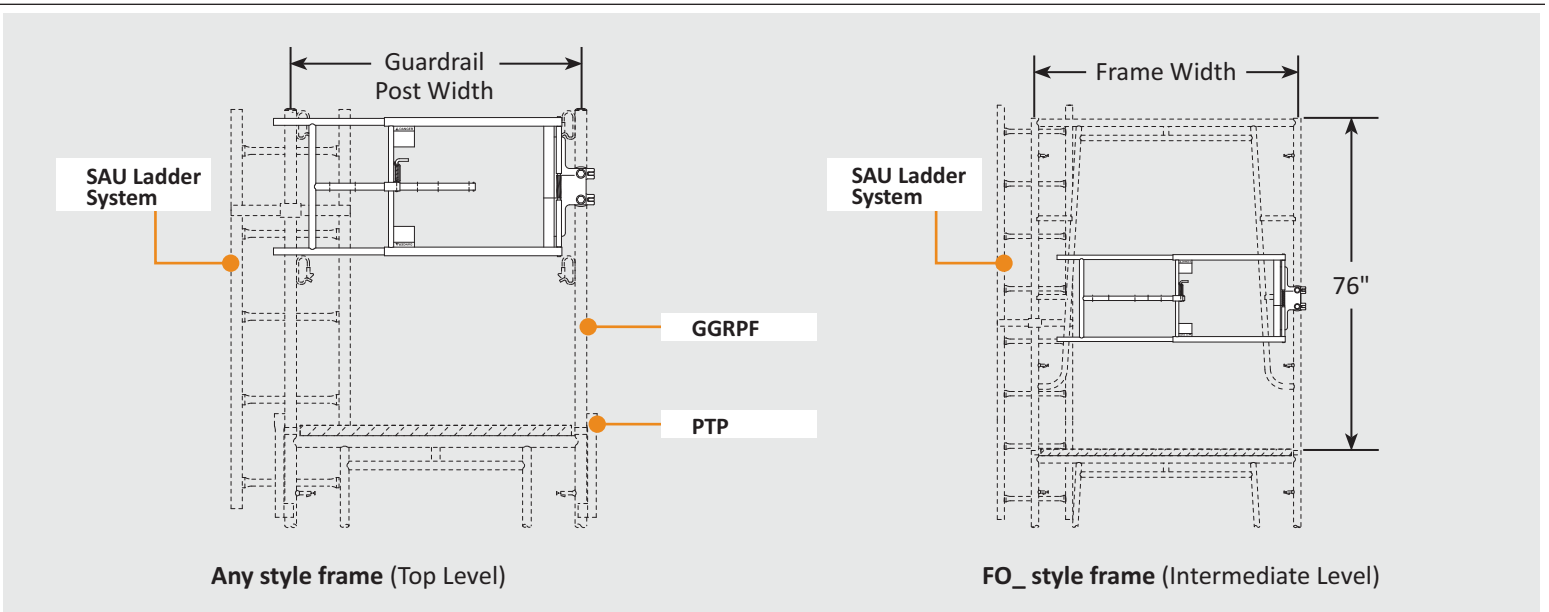 Guardrail
Post Width
SAU Ladder
System
GGRPF
PTP
Any style frame (Top Level)
Frame Width
SAU Ladder
System
76"
FO_ style frame (Intermediate Level)